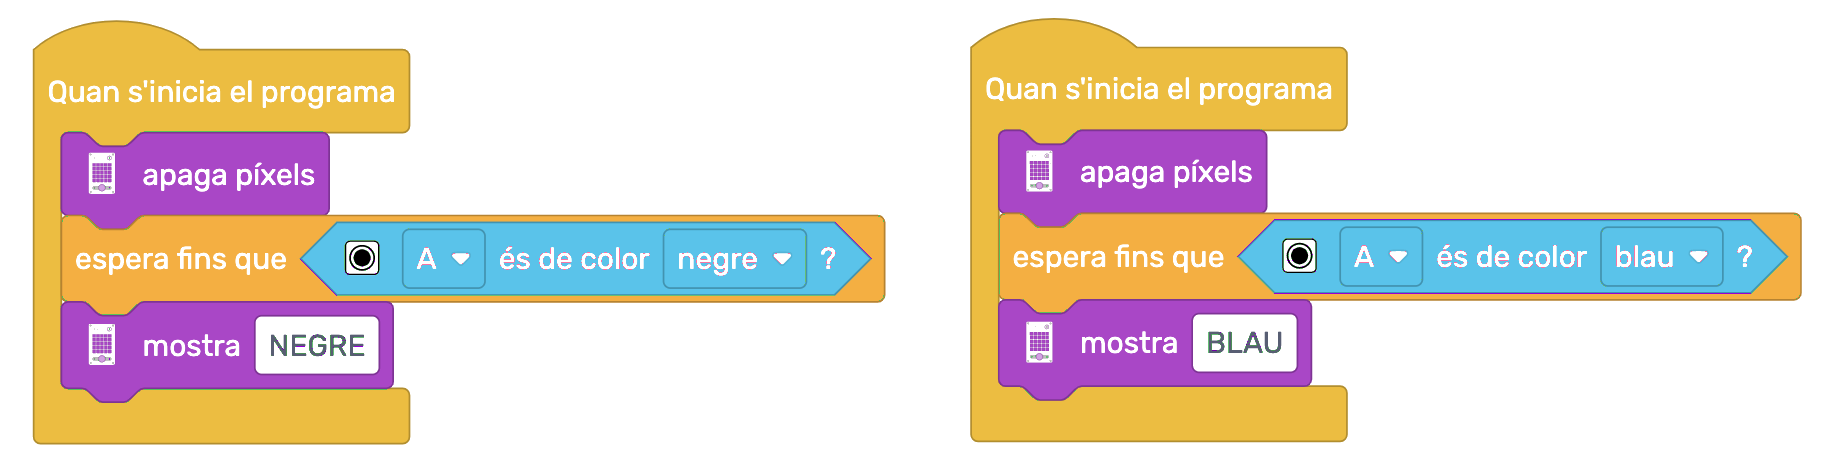 Quan s'inicia el programa
apaga píxels
espera fins que A és de color negre ?
mostra NEGRE
Quan s'inicia el programa
apaga píxels
espera fins que A és de color blau ?
mostra BLAU